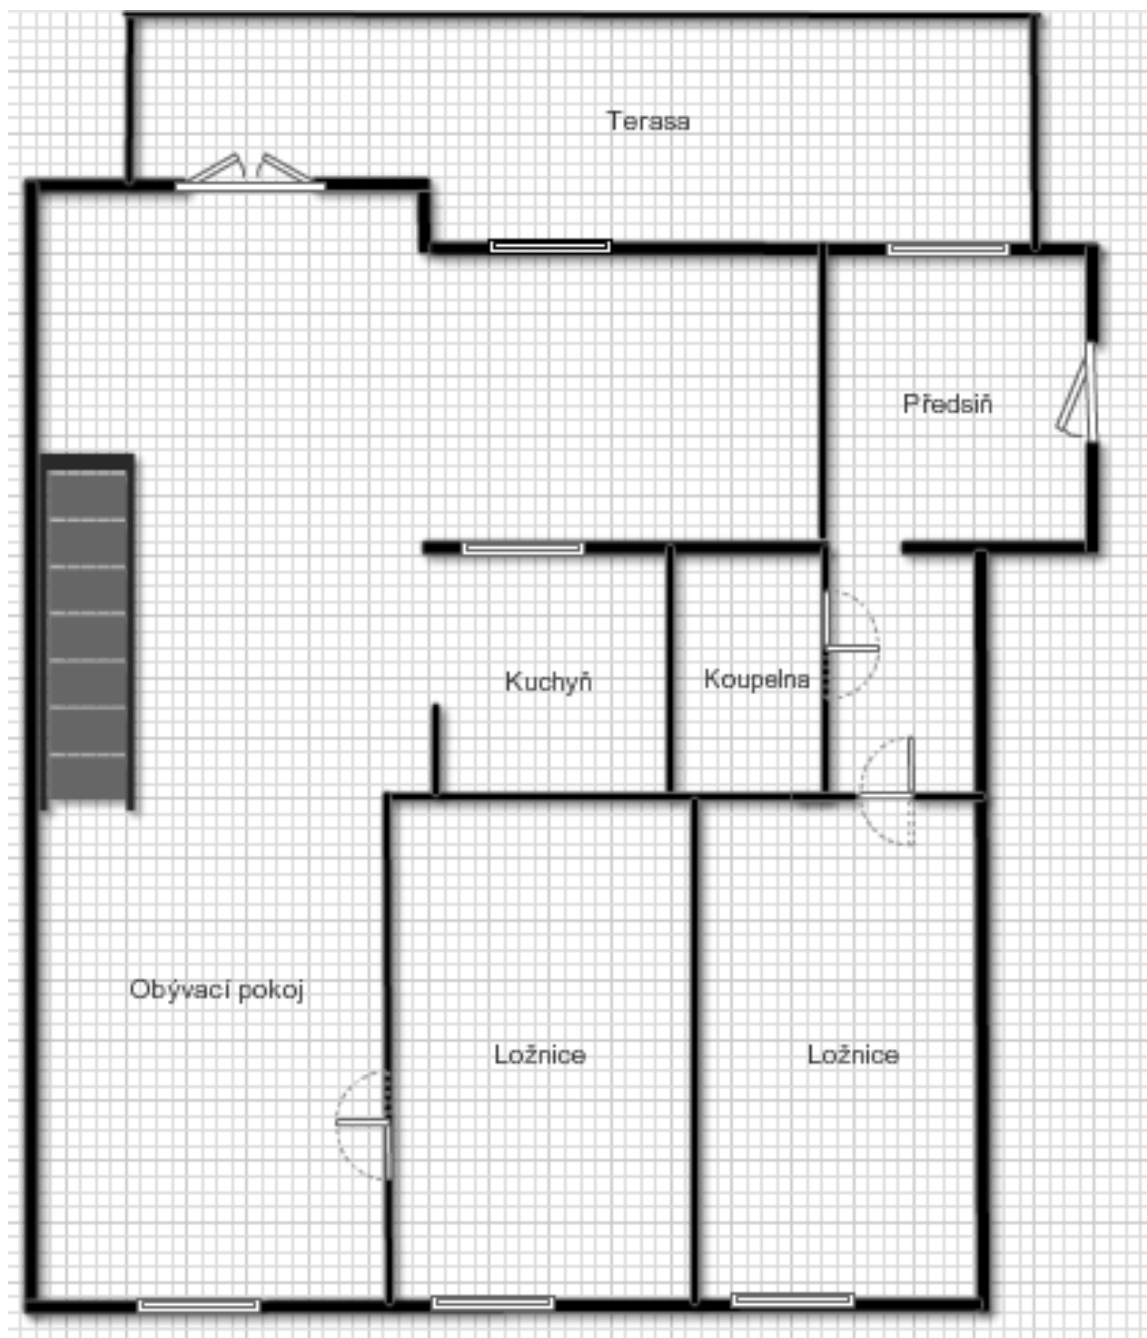 Terasa
Předsiň
Kuchyň
Koupelna
Obývací pokoj
Ložnice
Ložnice